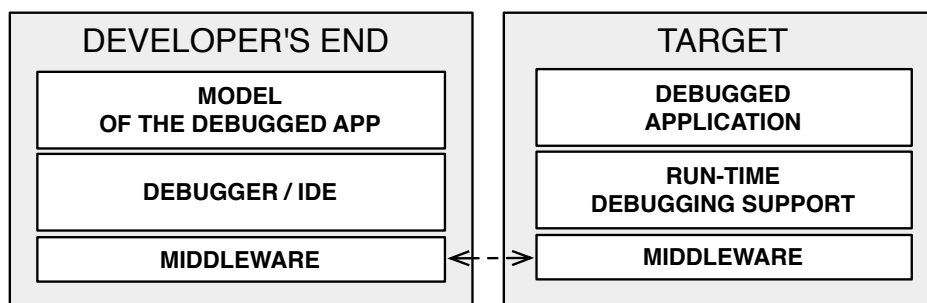 DEVELOPER'S END
MODEL
OF THE DEBUGGED APP
DEBUGGER / IDE
MIDDLEWARE
TARGET
DEBUGGED
APPLICATION
RUN-TIME
DEBUGGING SUPPORT
MIDDLEWARE